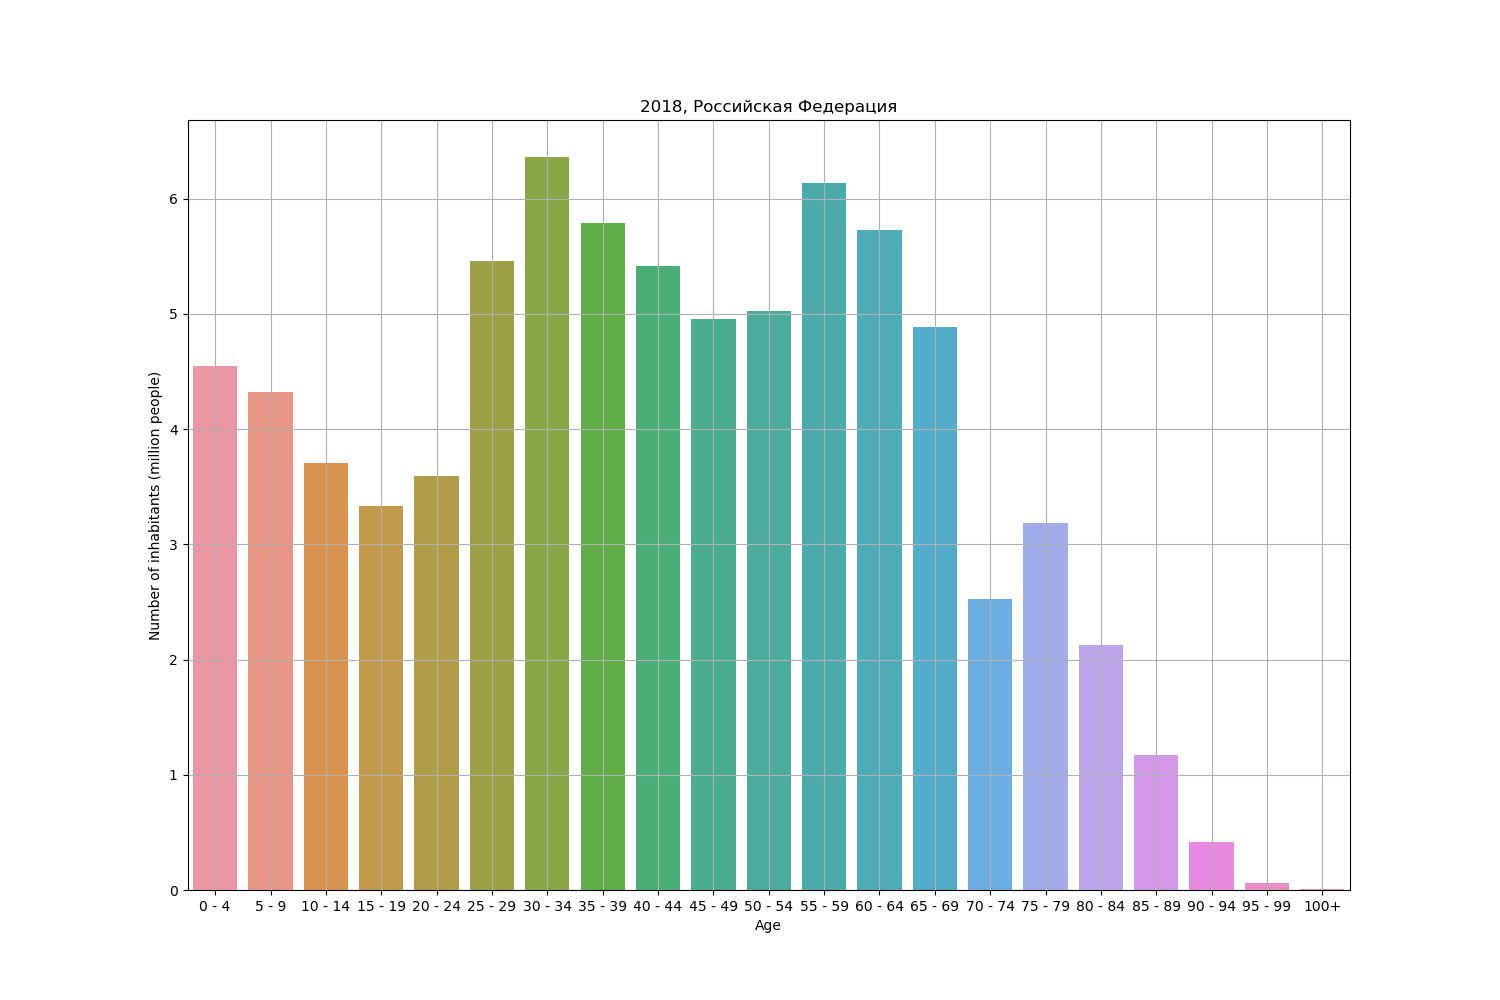 2018, Российская Федерация
Number of inhabitants (million people)
6
5
4
3
2
1
0
0 - 4 5 - 9 10 - 14 15 - 19 20 - 24 25 - 29 30 - 34 35 - 39 40 - 44 45 - 49 50 - 54 55 - 59 60 - 64 65 - 69 70 - 74 75 - 79 80 - 84 85 - 89 90 - 94 95 - 99 100+
Age